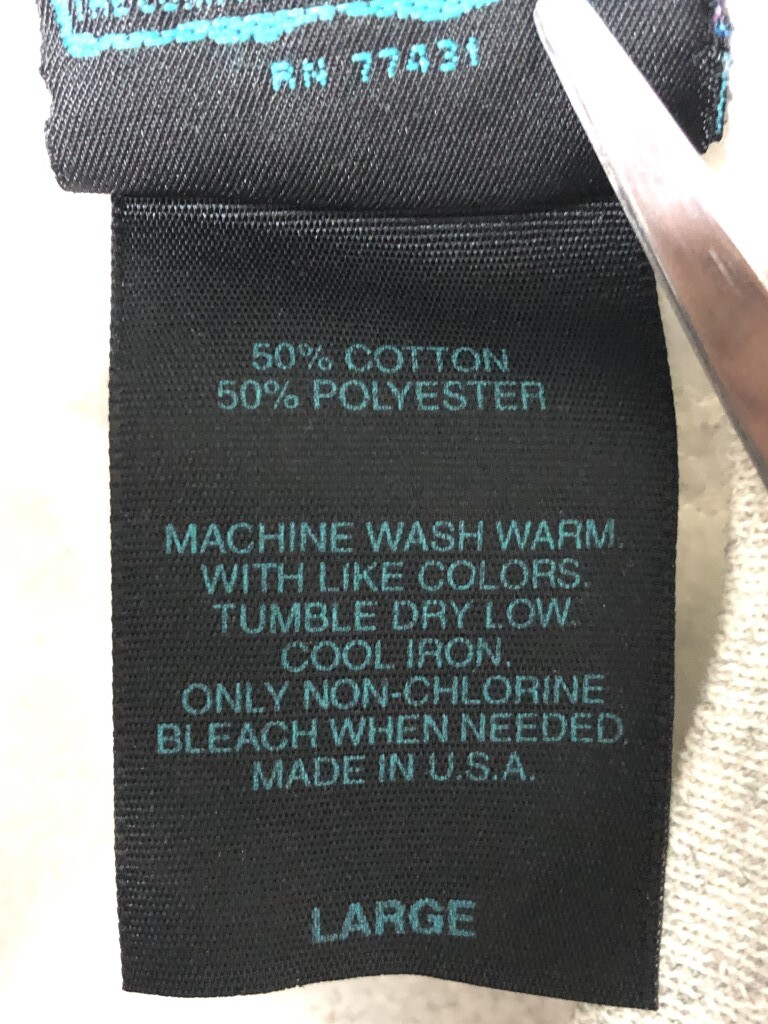 RN 77431
50% COTTON
50% POLYESTER
MACHINE WASH WARM.
WITH LIKE COLORS.
TUMBLE DRY LOW.
COOL IRON.
ONLY NON-CHLORINE
BLEACH WHEN NEEDED.
MADE IN U.S.A.
LARGE